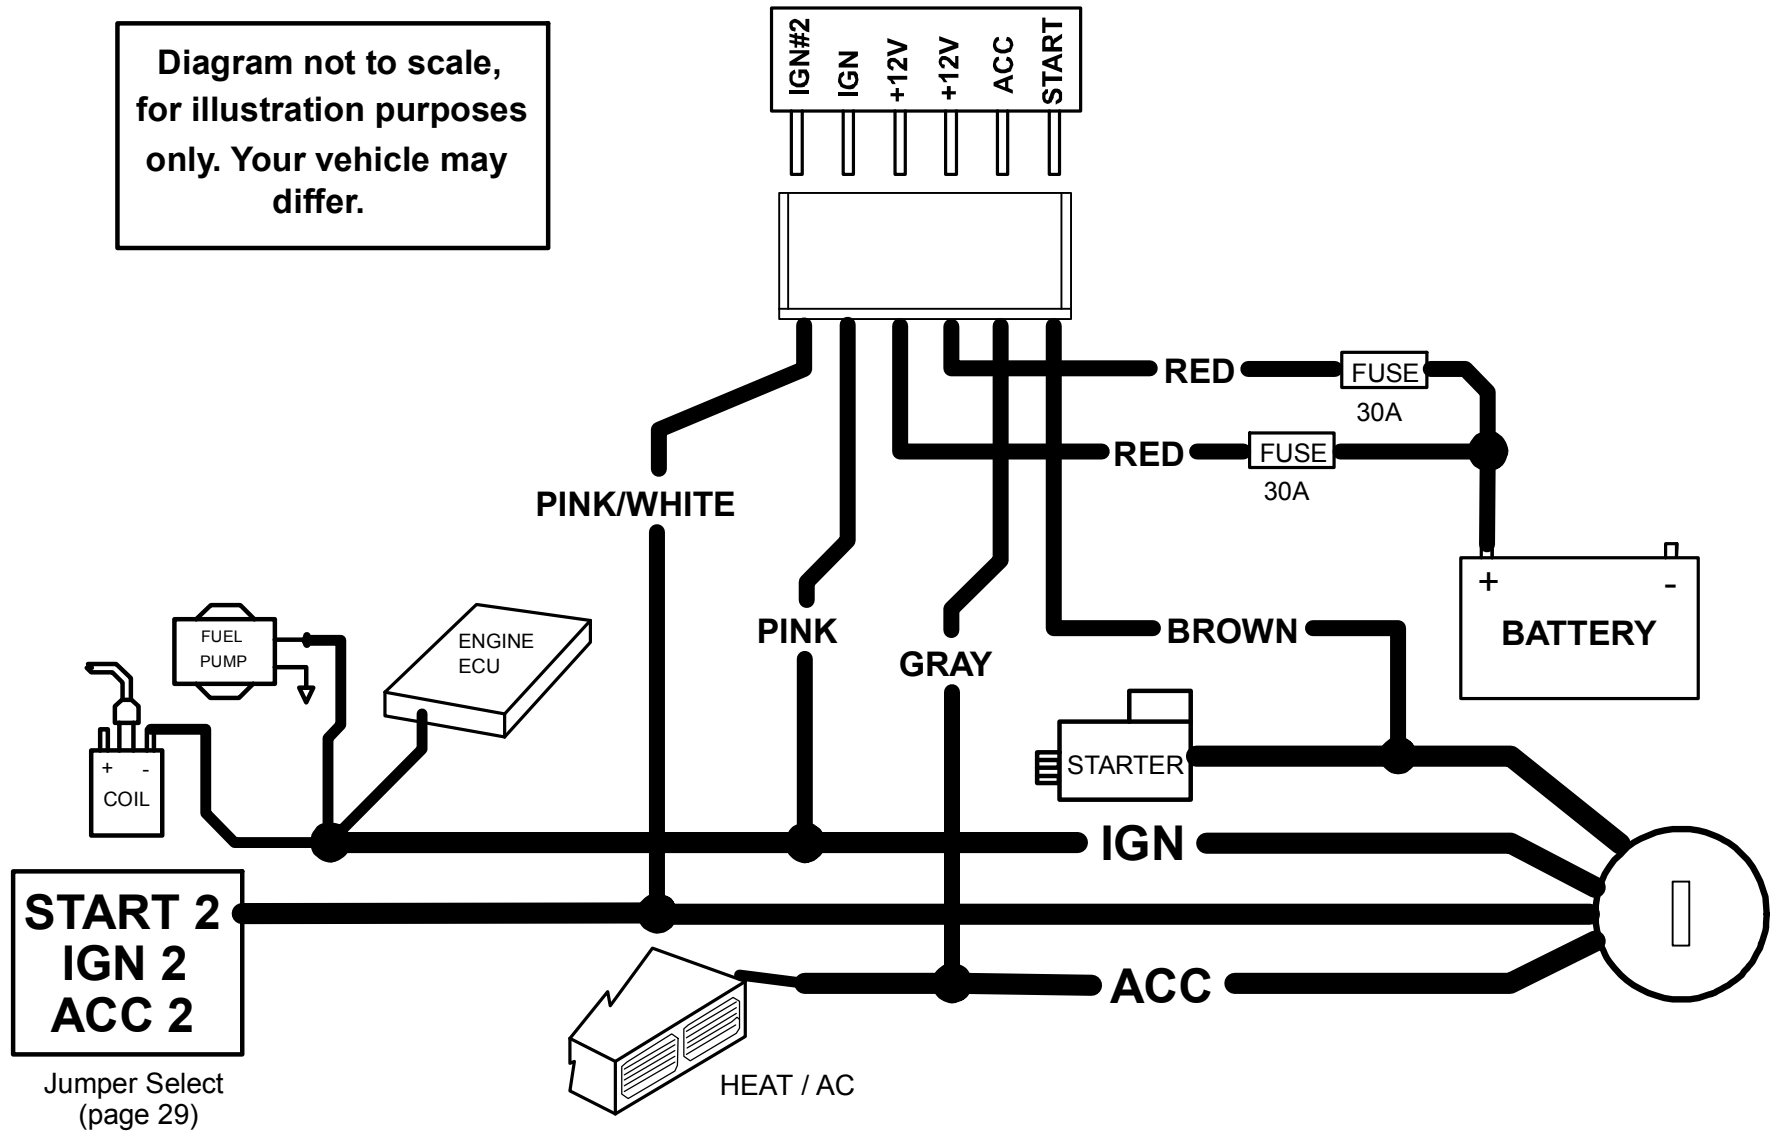 Diagram not to scale,
for illustration purposes
only. Your vehicle may
differ.
IGN#2
IGN
+12V
+12V
ACC
START
RED
FUSE
30A
RED
FUSE
30A
PINK/WHITE
PINK
GRAY
BROWN
+ -
BATTERY
FUEL
PUMP
ENGINE
ECU
+ -
COIL
STARTER
IGN
START 2
IGN 2
ACC 2
ACC
Jumper Select
(page 29)
HEAT / AC